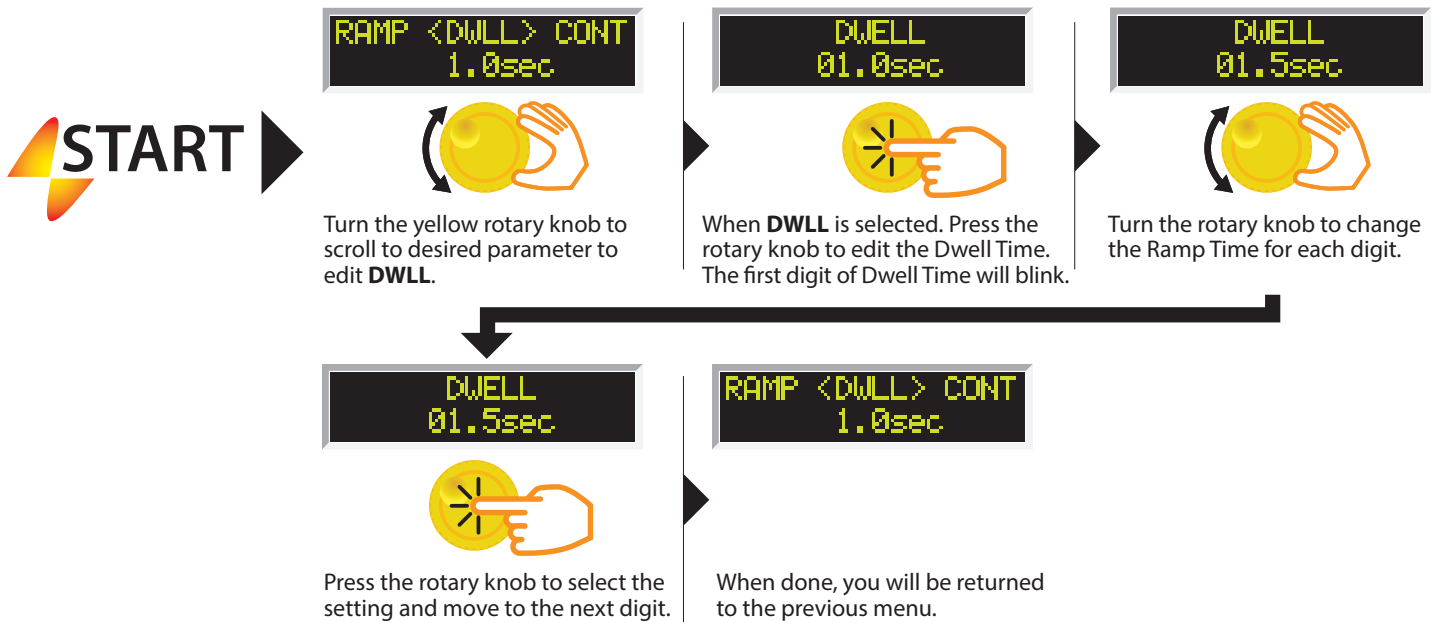 START
RAMP <DWLL> CONT
1.0sec
Turn the yellow rotary knob to
scroll to desired parameter to
edit DWLL.
DWELL
01.0sec
When DWLL is selected. Press the
rotary knob to edit the Dwell Time.
The first digit of Dwell Time will blink.
DWELL
01.5sec
Turn the rotary knob to change
the Ramp Time for each digit.
DWELL
01.5sec
Press the rotary knob to select the
setting and move to the next digit.
RAMP <DWLL> CONT
1.0sec
When done, you will be returned
to the previous menu.